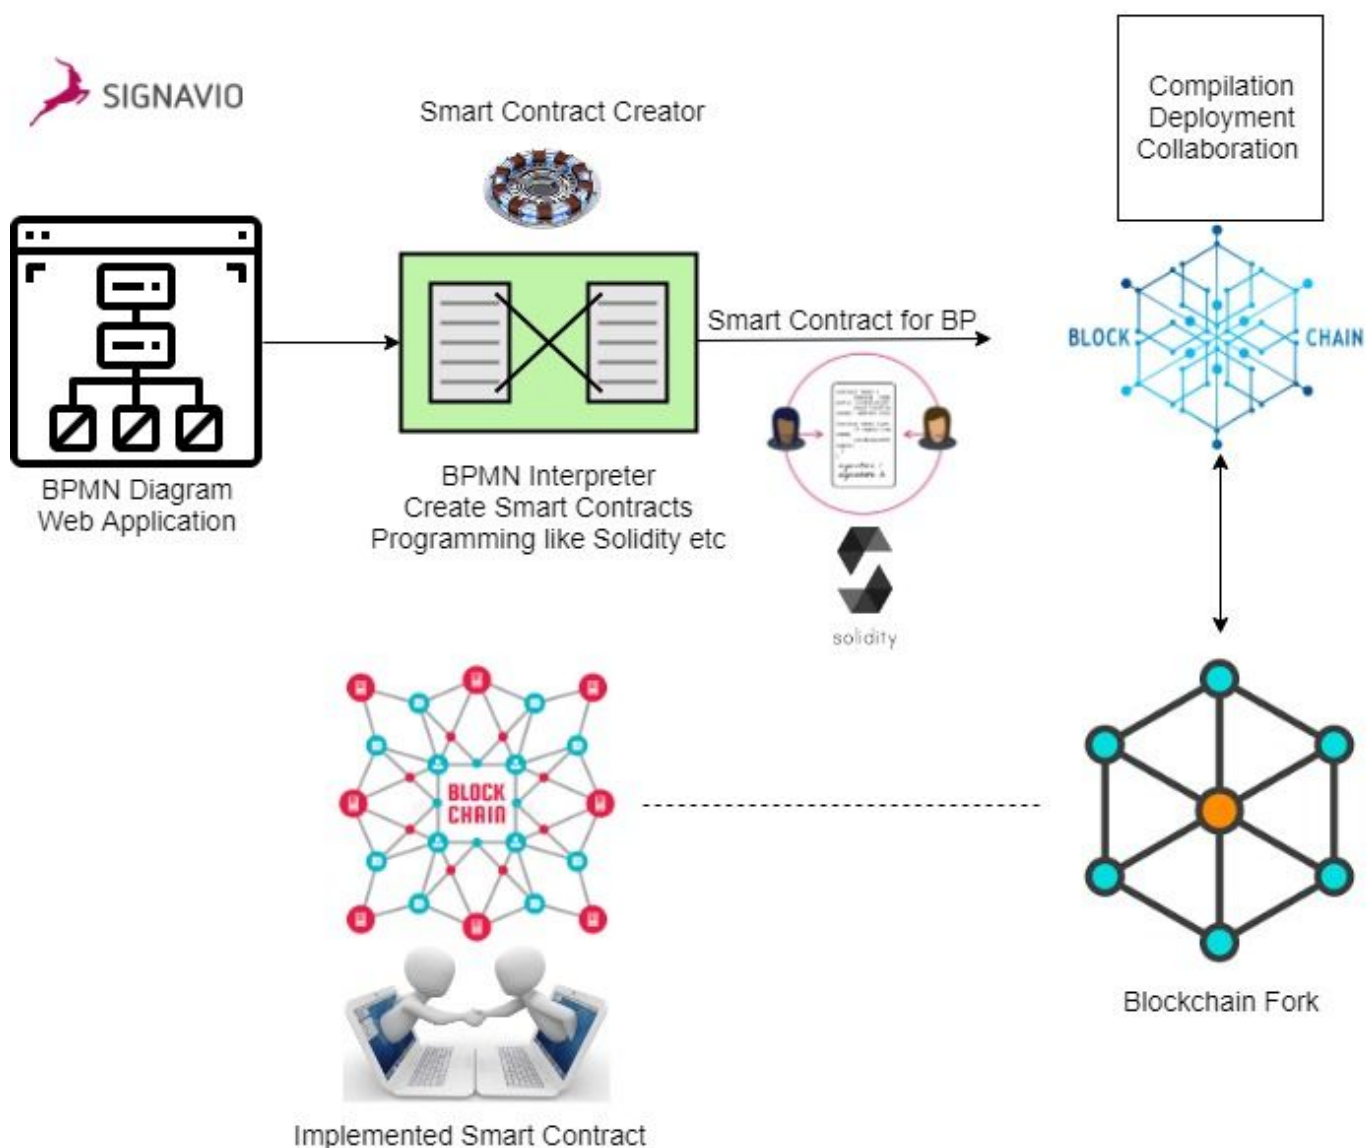 SIGNAVIO
Smart Contract Creator
Compilation
Deployment
Collaboration
BLOCK
CHAIN
Smart Contract for BP
BPMN Diagram
Web Application
BPMN Interpreter
Create Smart Contracts
Programming like Solidity etc
solidity
BLOCK
CHAIN
Blockchain Fork
Implemented Smart Contract